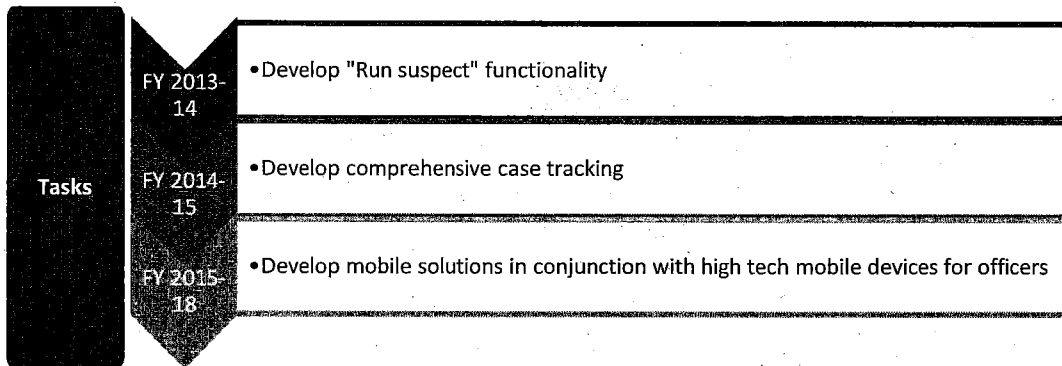 Tasks
FY 2013-
14
•Develop "Run suspect" functionality
FY 2014-
15
•Develop comprehensive case tracking
FY 2015-
18
•Develop mobile solutions in conjunction with high tech mobile devices for officers